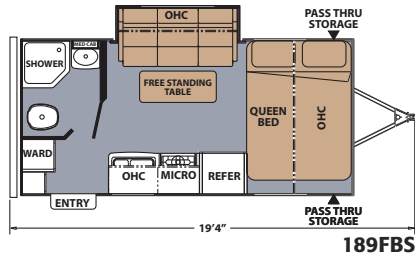 OHC
PASS THRU
STORAGE
MED CAB
SHOWER
FREE STANDING
TABLE
QUEEN
BED
OHC
WARD
OHC
MICRO
REFER
ENTRY
PASS THRU
STORAGE
19'4"
189FBS